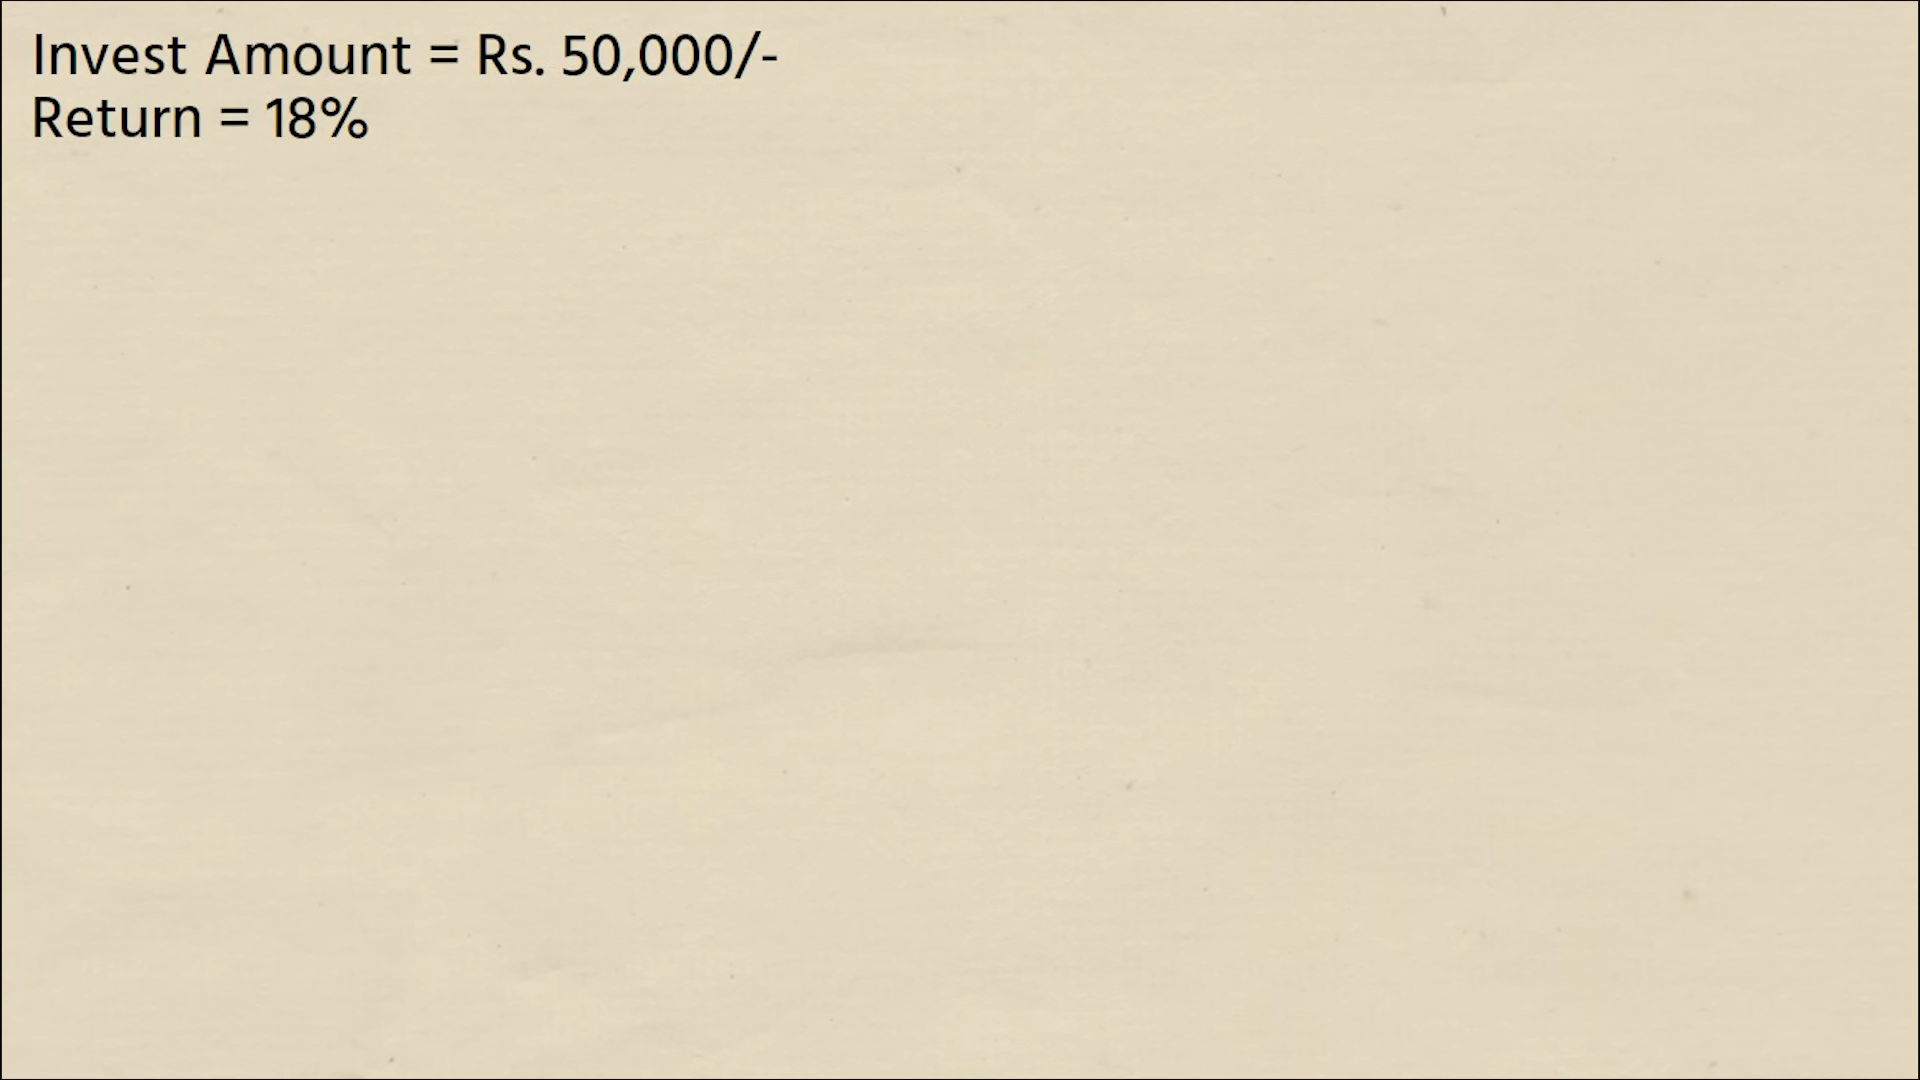 Invest Amount = Rs. 50,000/-
Return = 18%